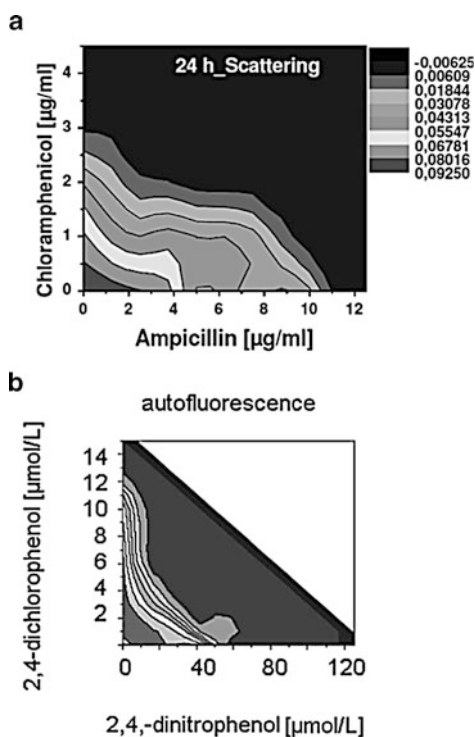 a
24 h_Scattering
Chloramphenicol [µg/ml]
4
3
2
1
0
0 2 4 6 8 10 12
Ampicillin [µg/ml]
-0,00625
0,00609
0,01844
0,03078
0,04313
0,05547
0,06781
0,08016
0,09250
b
autofluorescence
2,4-dichlorophenol [µmol/L]
14
12
10
8
6
4
2
0 40 80 120
2,4,-dinitrophenol [µmol/L]